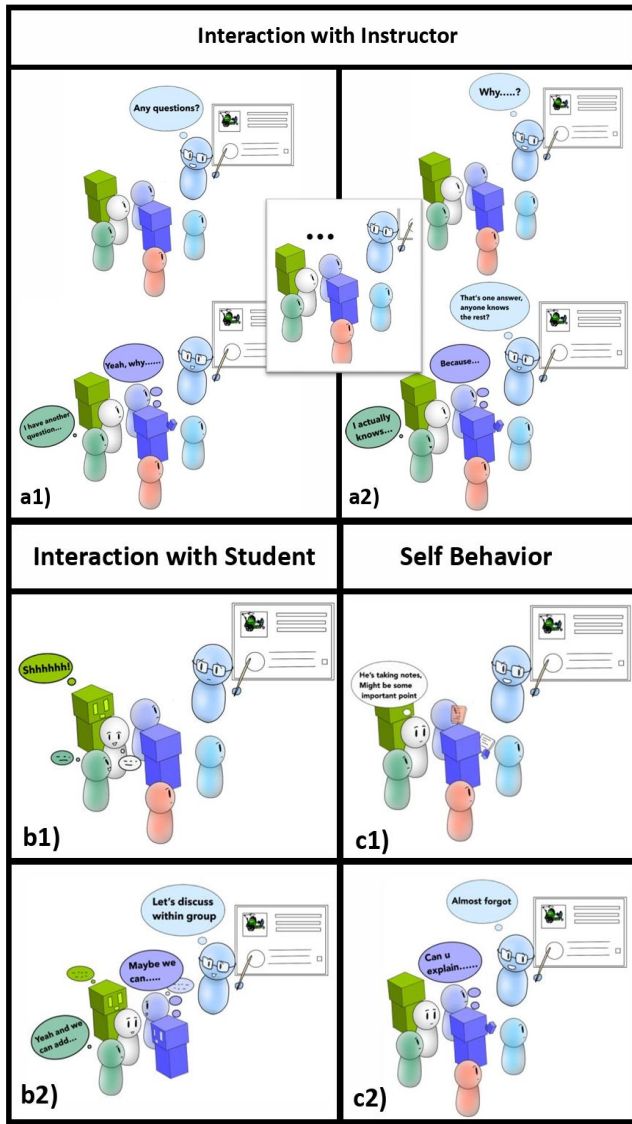 Interaction with Instructor
Any questions?
Why.....?
...
Yeah, why......
I have another
question...
a1)
That's one answer,
anyone knows
the rest?
Because...
I actually
knows...
a2)
Interaction with Student
Self Behavior
Shhhhhh!
b1)
He's taking notes,
Might be some
important point
c1)
Let's discuss
within group
Maybe we
can.....
Yeah and we
can add...
b2)
Almost forgot
Can u
explain......
c2)